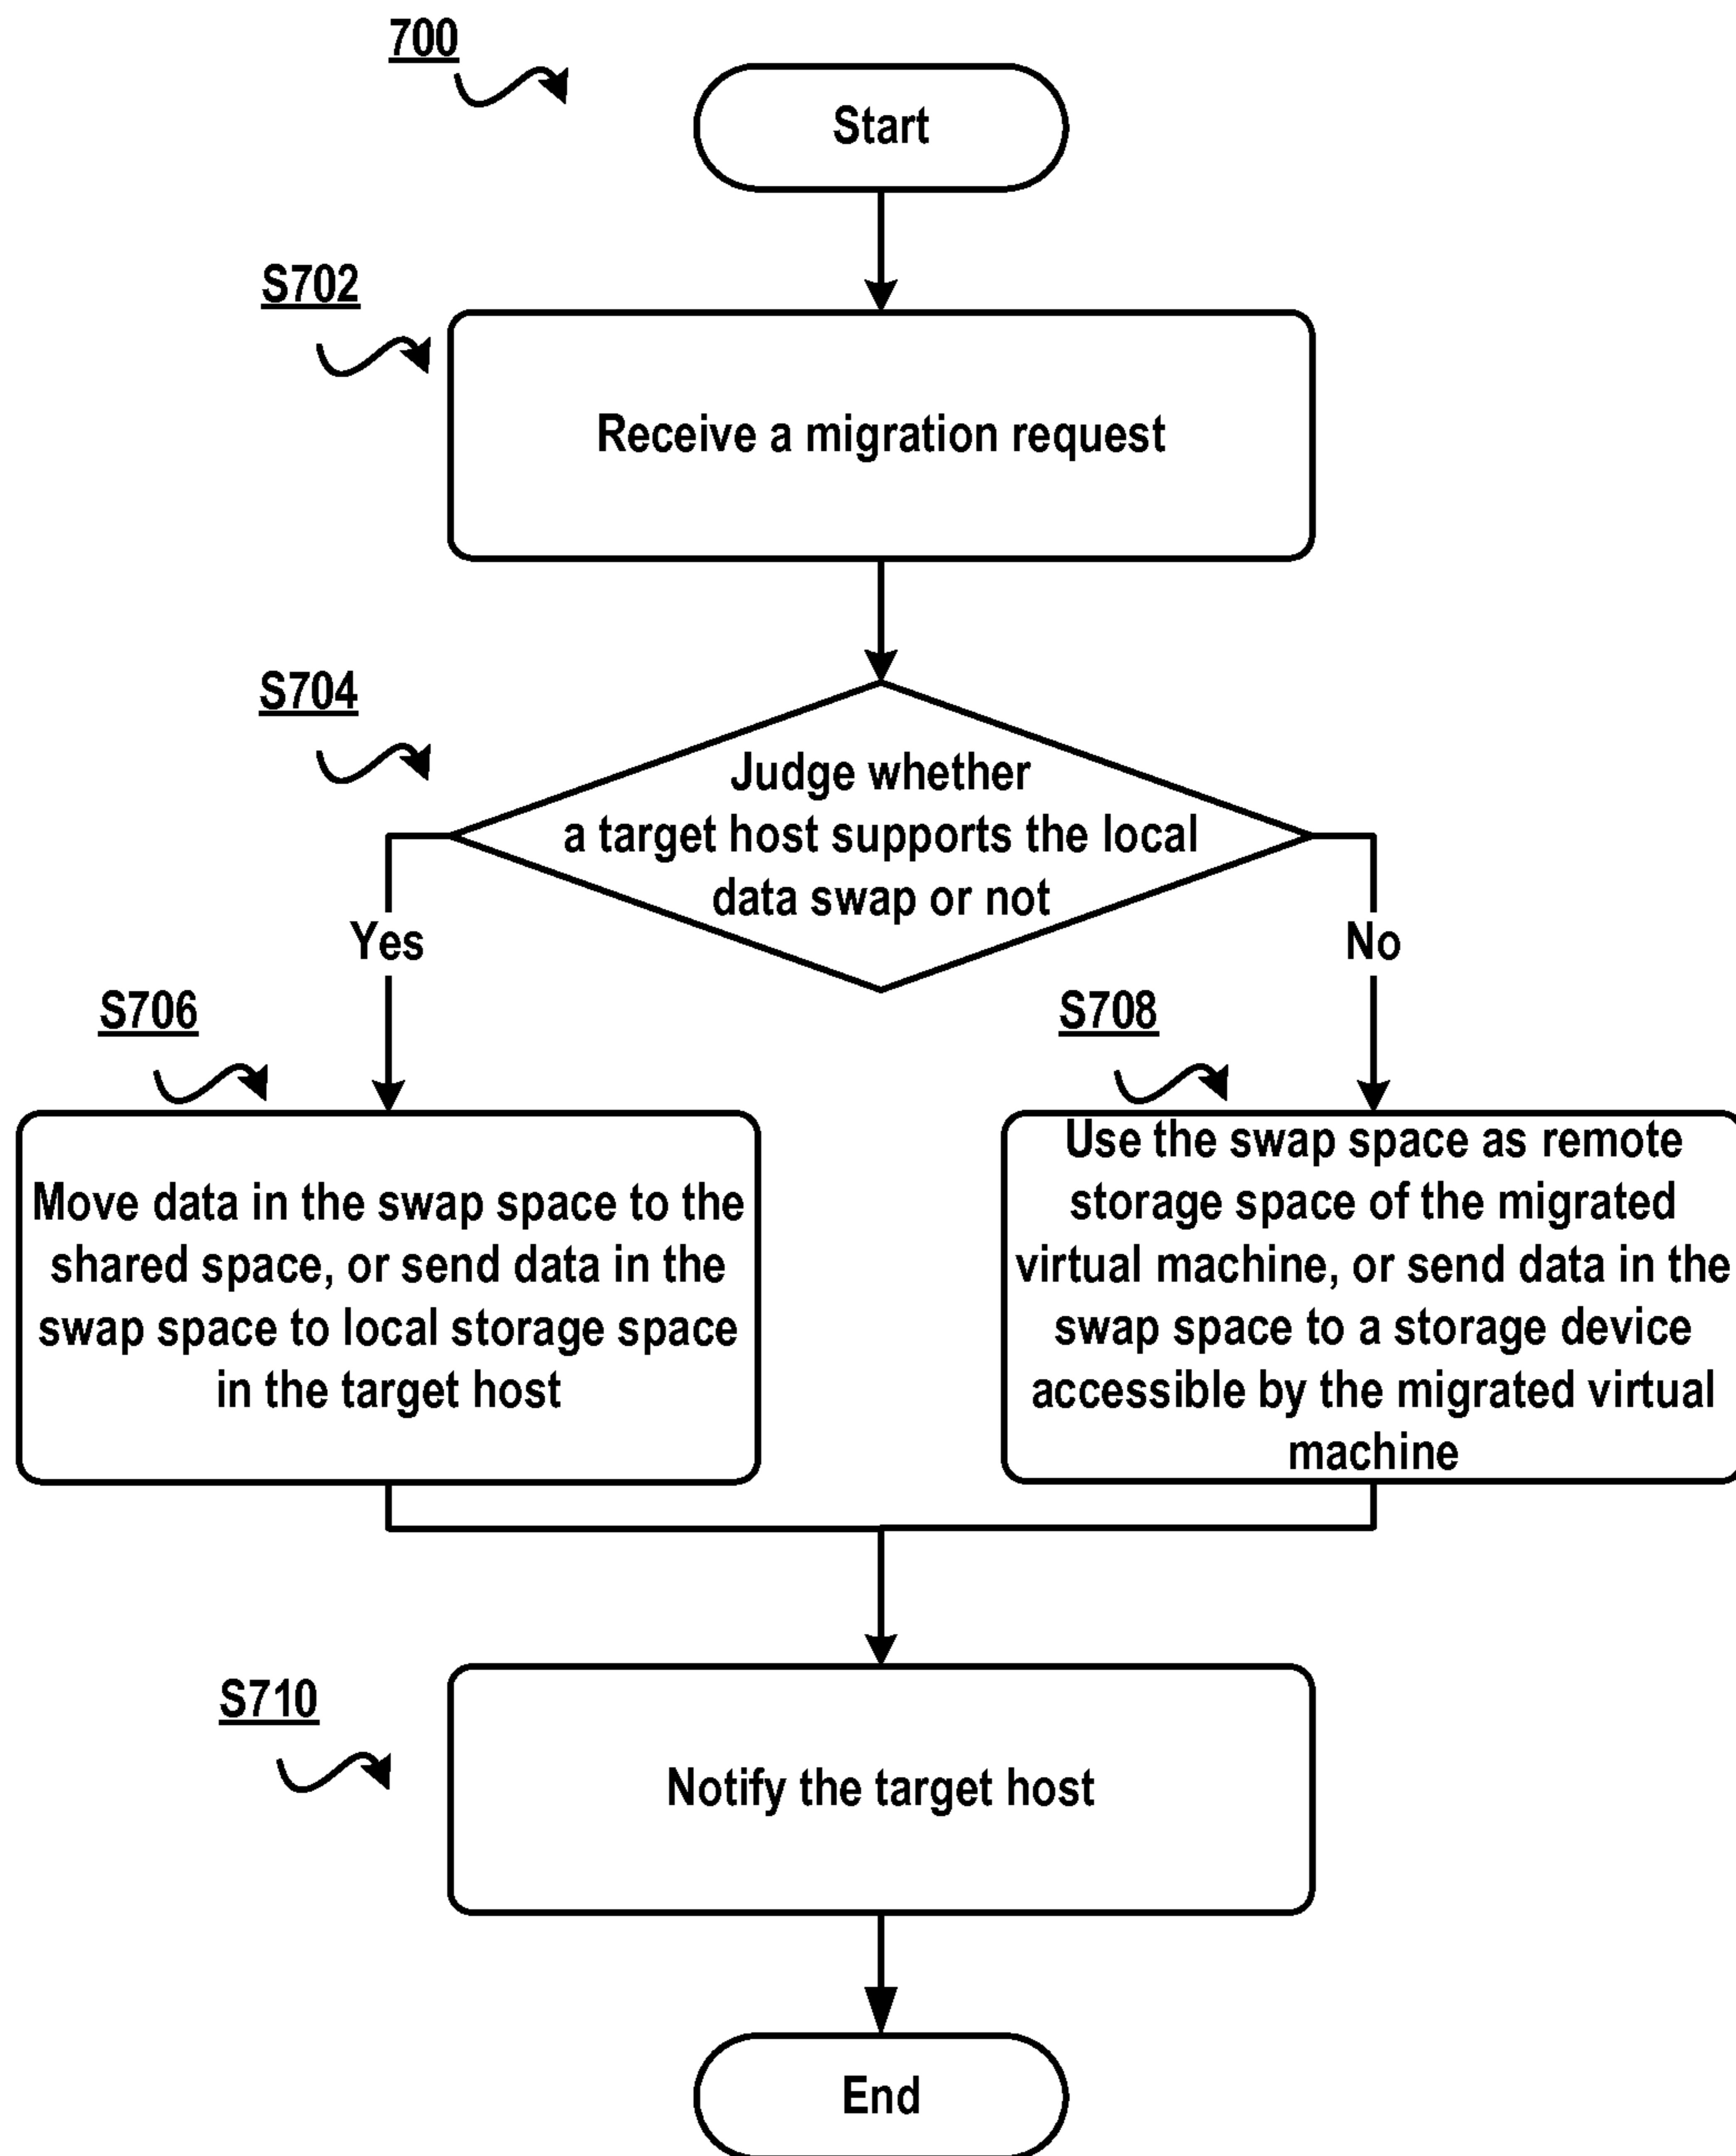 700
Start
S702
Receive a migration request
S704
Judge whether
a target host supports the local
data swap or not
Yes
No
S706
S708
Move data in the swap space to the
shared space, or send data in the
swap space to local storage space
in the target host
Use the swap space as remote
storage space of the migrated
virtual machine, or send data in the
swap space to a storage device
accessible by the migrated virtual
machine
S710
Notify the target host
End